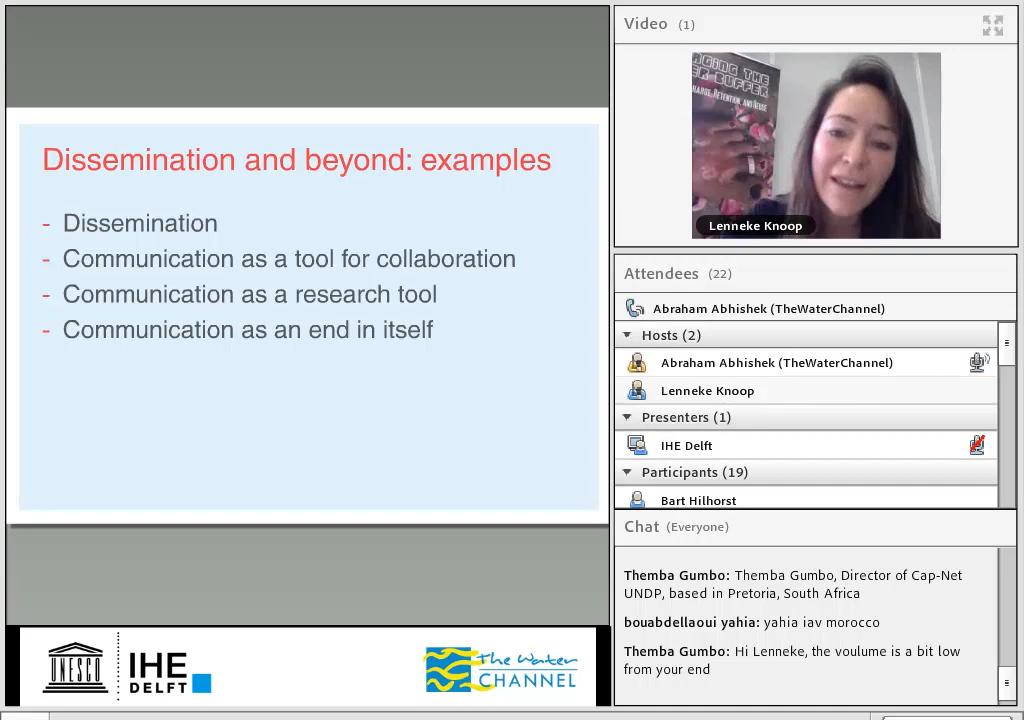 Dissemination and beyond: examples
- Dissemination
- Communication as a tool for collaboration
- Communication as a research tool
- Communication as an end in itself
UNESCO
IHE
DELFT
The Water
CHANNEL
Video (1)
Lenneke Knoop
Attendees (22)
Abraham Abhishek (TheWaterChannel)
Hosts (2)
Abraham Abhishek (TheWaterChannel)
Lenneke Knoop
Presenters (1)
IHE Delft
Participants (19)
Bart Hilhorst
Chat (Everyone)
Themba Gumbo: Themba Gumbo, Director of Cap-Net
UNDP, based in Pretoria, South Africa
bouabdellaoui yahia: yahia iav morocco
Themba Gumbo: Hi Lenneke, the voulume is a bit low
from your end